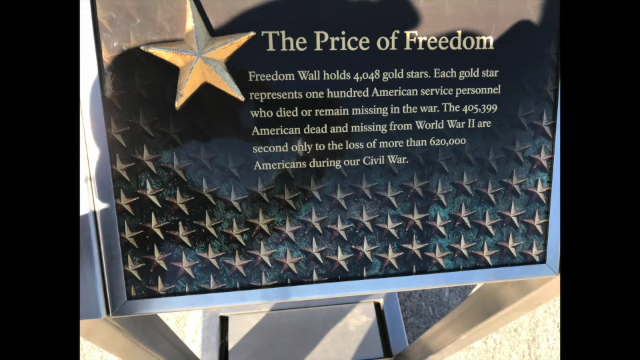 The Price of Freedom
Freedom Wall holds 4,048 gold stars. Each gold star
represents one hundred American service personnel
who died or remain missing in the war. The 405,399
American dead and missing from World War II are
second only to the loss of more than 620,000
Americans during our Civil War.